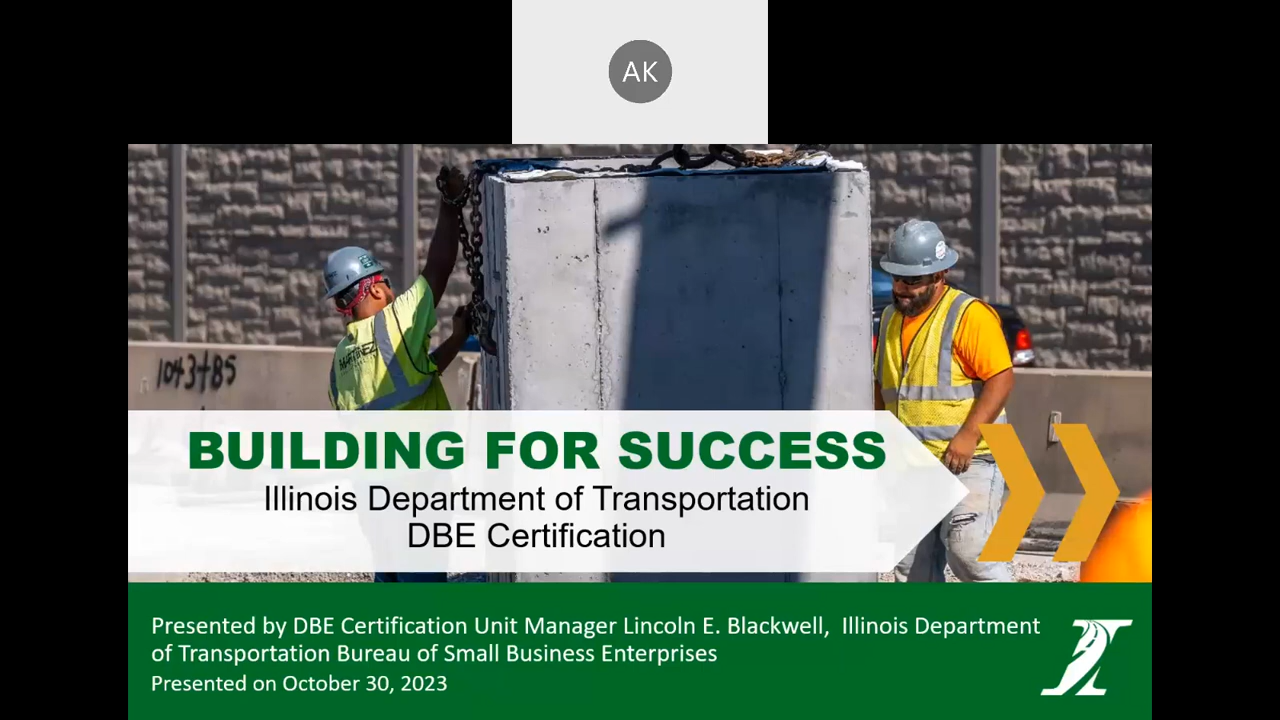 AK
MARTINEZ
1043+85
BUILDING FOR SUCCESS
Illinois Department of Transportation
DBE Certification
Presented by DBE Certification Unit Manager Lincoln E. Blackwell, Illinois Department
of Transportation Bureau of Small Business Enterprises
Presented on October 30, 2023